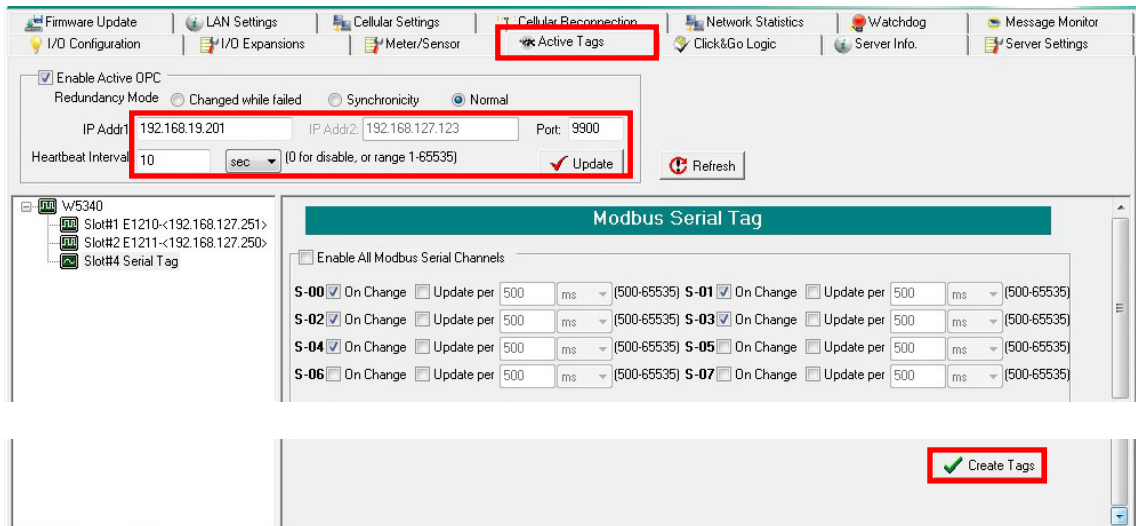 Firmware Update LAN Settings Cellular Settings Cellular Reconnection Network Statistics Watchdog Message Monitor
I/O Configuration I/O Expansions Meter/Sensor Active Tags Click&Go Logic Server Info. Server Settings
Enable Active OPC
Redundancy Mode Changed while failed Synchronicity Normal
IP Addr1 192.168.19.201 IP Addr2: 192.168.127.123 Port: 9900
Heartbeat Interval 10 sec (0 for disable, or range 1-65535) Update Refresh
W5340
Slot#1 E1210-<192.168.127.251>
Slot#2 E1211-<192.168.127.250>
Slot#4 Serial Tag
Modbus Serial Tag
Enable All Modbus Serial Channels
S-00 On Change Update per 500 ms (500-65535) S-01 On Change Update per 500 ms (500-65535)
S-02 On Change Update per 500 ms (500-65535) S-03 On Change Update per 500 ms (500-65535)
S-04 On Change Update per 500 ms (500-65535) S-05 On Change Update per 500 ms (500-65535)
S-06 On Change Update per 500 ms (500-65535) S-07 On Change Update per 500 ms (500-65535)
Create Tags